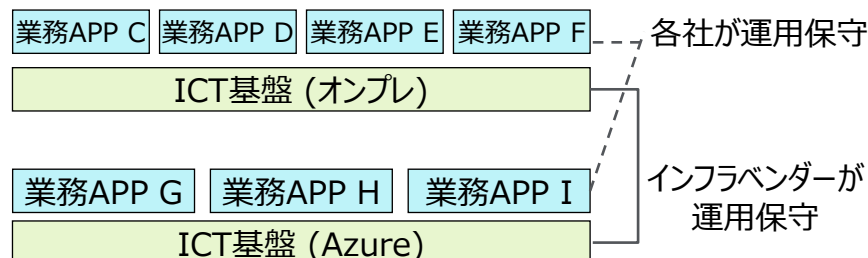 業務APP C 業務APP D 業務APP E 業務APP F 各社が運用保守
ICT基盤 (オンプレ)
業務APP G 業務APP H 業務APP I インフラベンダーが
運用保守
ICT基盤 (Azure)